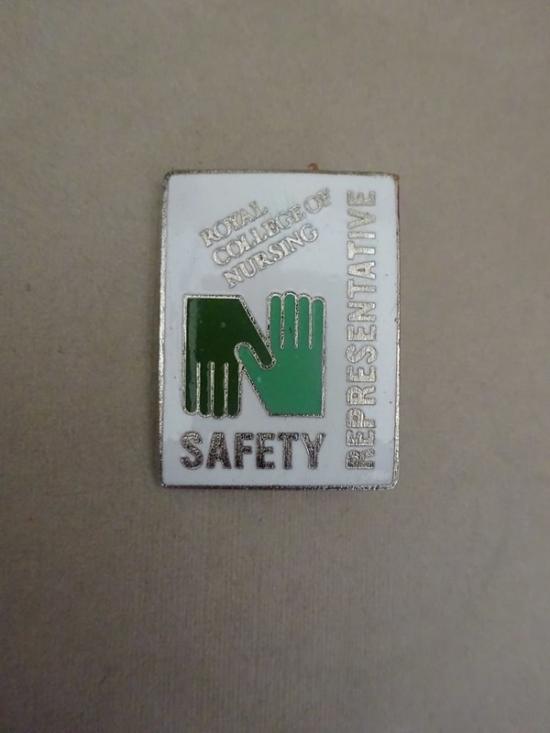 ROYAL
COLLEGE OF
NURSING
SAFETY
REPRESENTATIVE